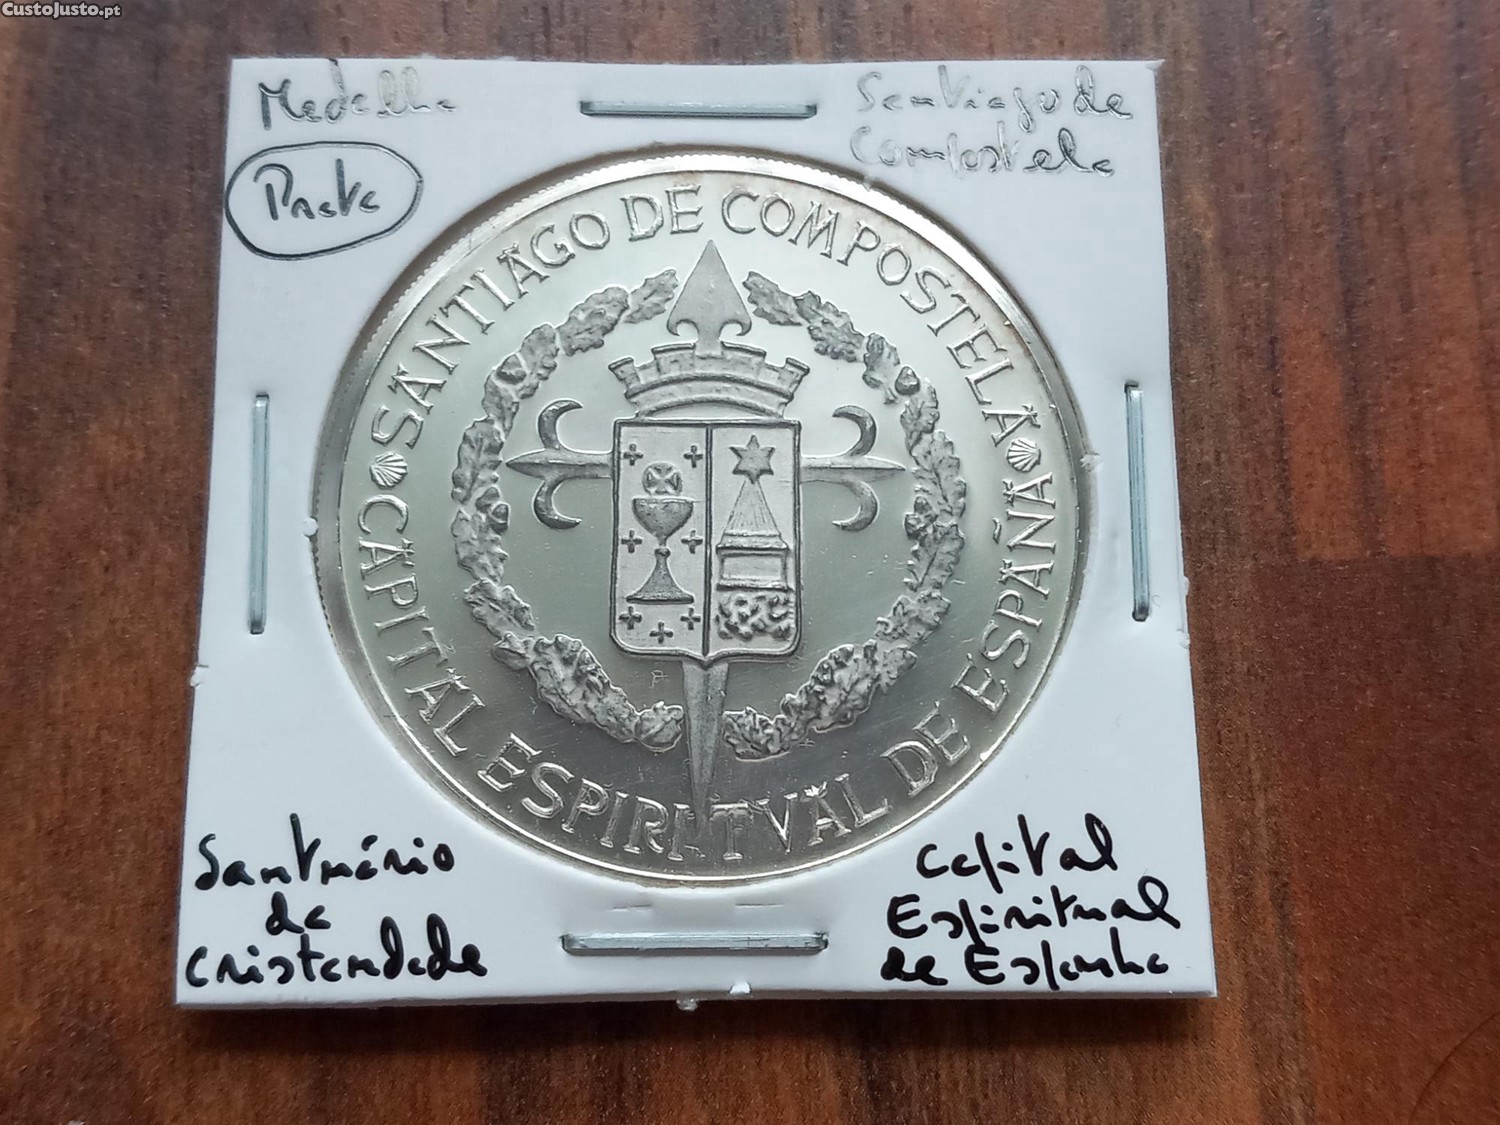 CustoJusto.pt
Medalha
Santiago de
Compostela
Prata
SANTIAGO DE COMPOSTELA
CAPITAL ESPIRITVAL DE ESPAÑA
Santuário
da
Cristandade
Capital
Espiritual
de Espanha